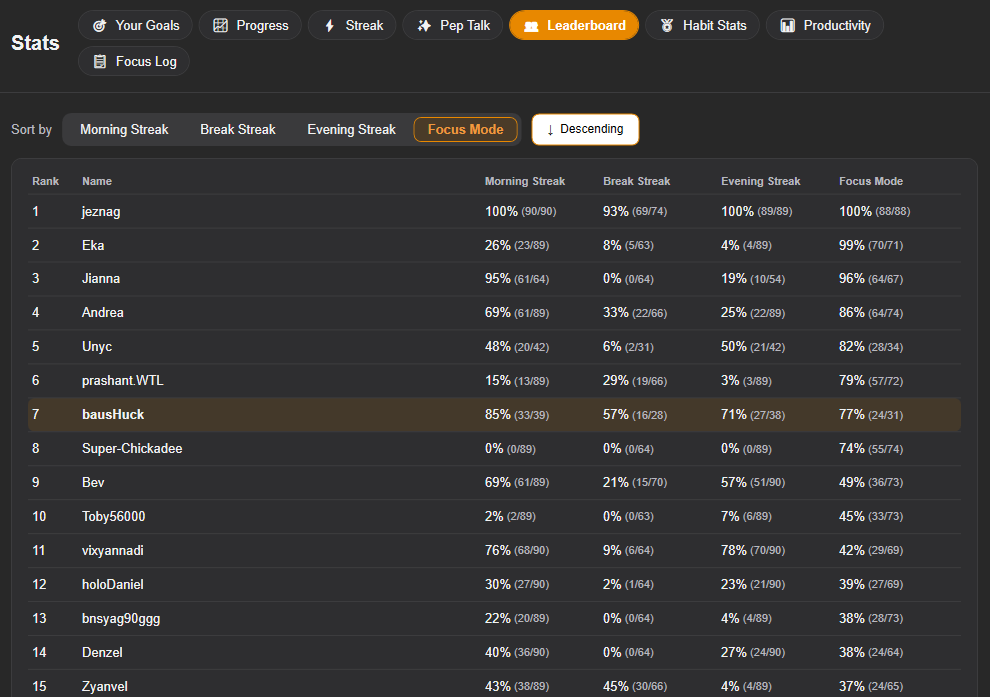 Stats
Your Goals Progress Streak Pep Talk Leaderboard Habit Stats Productivity
Focus Log
Sort by Morning Streak Break Streak Evening Streak Focus Mode ↓ Descending
Rank Name Morning Streak Break Streak Evening Streak Focus Mode
1 jeznag 100% (90/90) 93% (69/74) 100% (89/89) 100% (88/88)
2 Eka 26% (23/89) 8% (5/63) 4% (4/89) 99% (70/71)
3 Jianna 95% (61/64) 0% (0/64) 19% (10/54) 96% (64/67)
4 Andrea 69% (61/89) 33% (22/66) 25% (22/89) 86% (64/74)
5 Unyc 48% (20/42) 6% (2/31) 50% (21/42) 82% (28/34)
6 prashant.WTL 15% (13/89) 29% (19/66) 3% (3/89) 79% (57/72)
7 bausHuck 85% (33/39) 57% (16/28) 71% (27/38) 77% (24/31)
8 Super-Chickadee 0% (0/89) 0% (0/64) 0% (0/89) 74% (55/74)
9 Bev 69% (61/89) 21% (15/70) 57% (51/90) 49% (36/73)
10 Toby56000 2% (2/89) 0% (0/63) 7% (6/89) 45% (33/73)
11 vixyannadi 76% (68/90) 9% (6/64) 78% (70/90) 42% (29/69)
12 holoDaniel 30% (27/90) 2% (1/64) 23% (21/90) 39% (27/69)
13 bnsyag90ggg 22% (20/89) 0% (0/64) 4% (4/89) 38% (28/73)
14 Denzel 40% (36/90) 0% (0/64) 27% (24/90) 38% (24/64)
15 Zyanvel 43% (38/89) 45% (30/66) 4% (4/89) 37% (24/65)